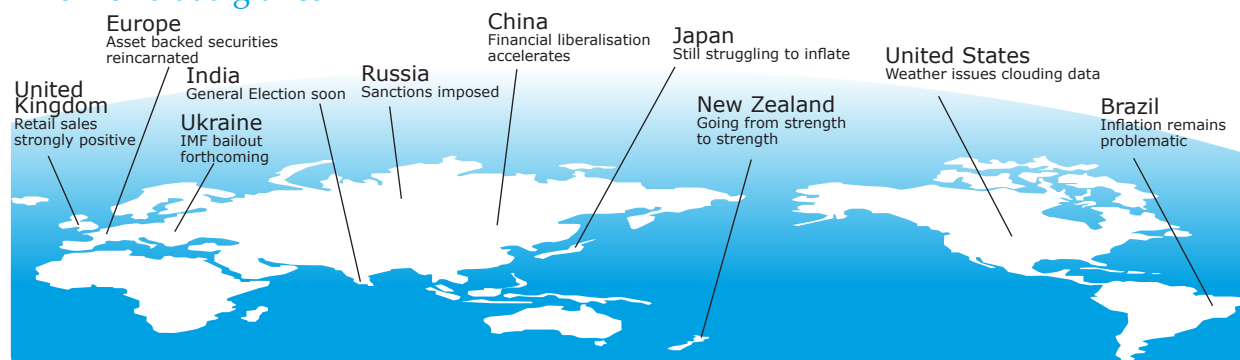 Europe
Asset backed securities
reincarnated
China
Financial liberalisation
accelerates
Japan
Still struggling to inflate
United States
Weather issues clouding data
United
Kingdom
Retail sales
strongly positive
India
General Election soon
Russia
Sanctions imposed
Ukraine
IMF bailout
forthcoming
New Zealand
Going from strength
to strength
Brazil
Inflation remains
problematic